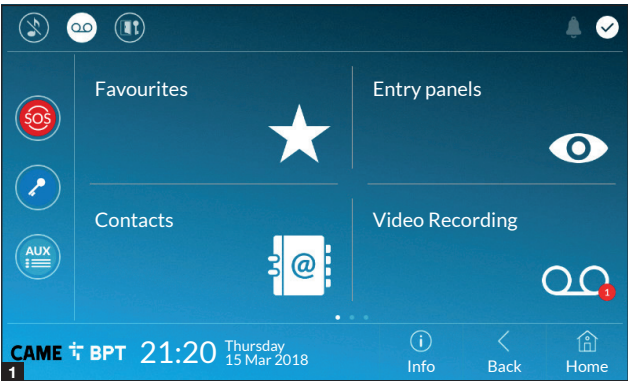 Favourites
Entry panels
SOS
Contacts
Video Recording
AUX
@
1
CAME BPT 21:20 Thursday
15 Mar 2018
Info
Back
Home
1